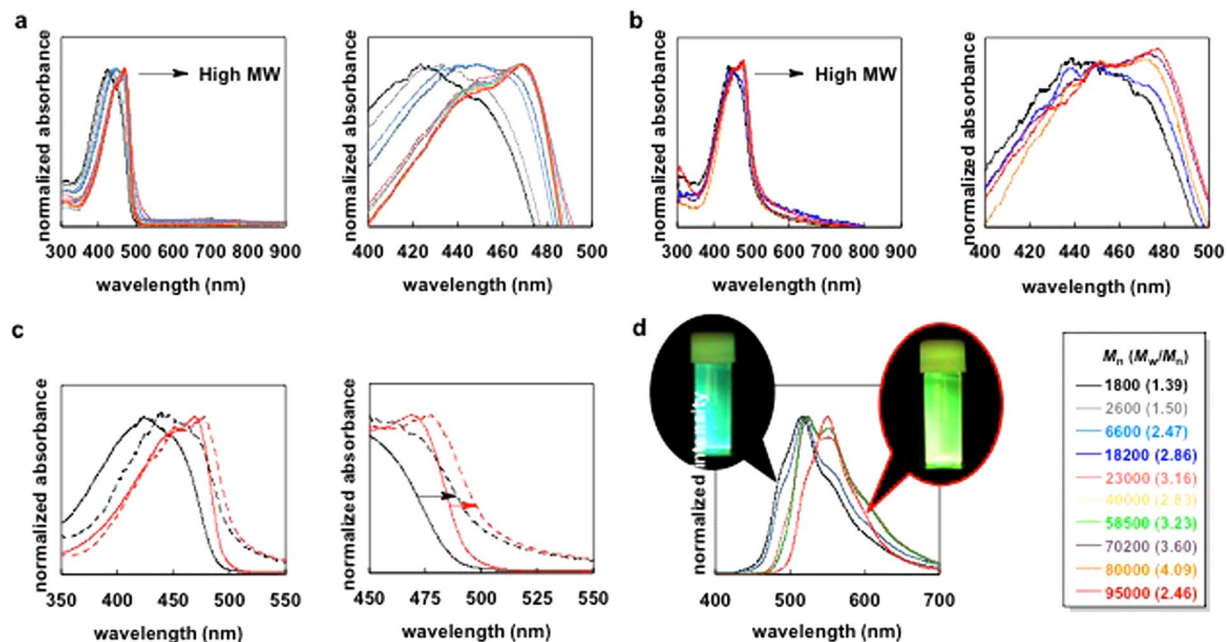 a
b
normalized absorbance
High MW
300 400 500 600 700 800 900
wavelength (nm)
normalized absorbance
400 420 440 460 480 500
wavelength (nm)
normalized absorbance
High MW
300 400 500 600 700 800 900
wavelength (nm)
normalized absorbance
400 420 440 460 480 500
wavelength (nm)
c
d
normalized absorbance
350 400 450 500 550
wavelength (nm)
normalized absorbance
450 475 500 525 550
wavelength (nm)
normalized intensity
400 500 600 700
wavelength (nm)
Mn (Mw/Mn)
1800 (1.39)
2600 (1.50)
6600 (2.47)
18200 (2.86)
23000 (3.16)
40000 (2.83)
58500 (3.23)
70200 (3.60)
80000 (4.09)
95000 (2.46)